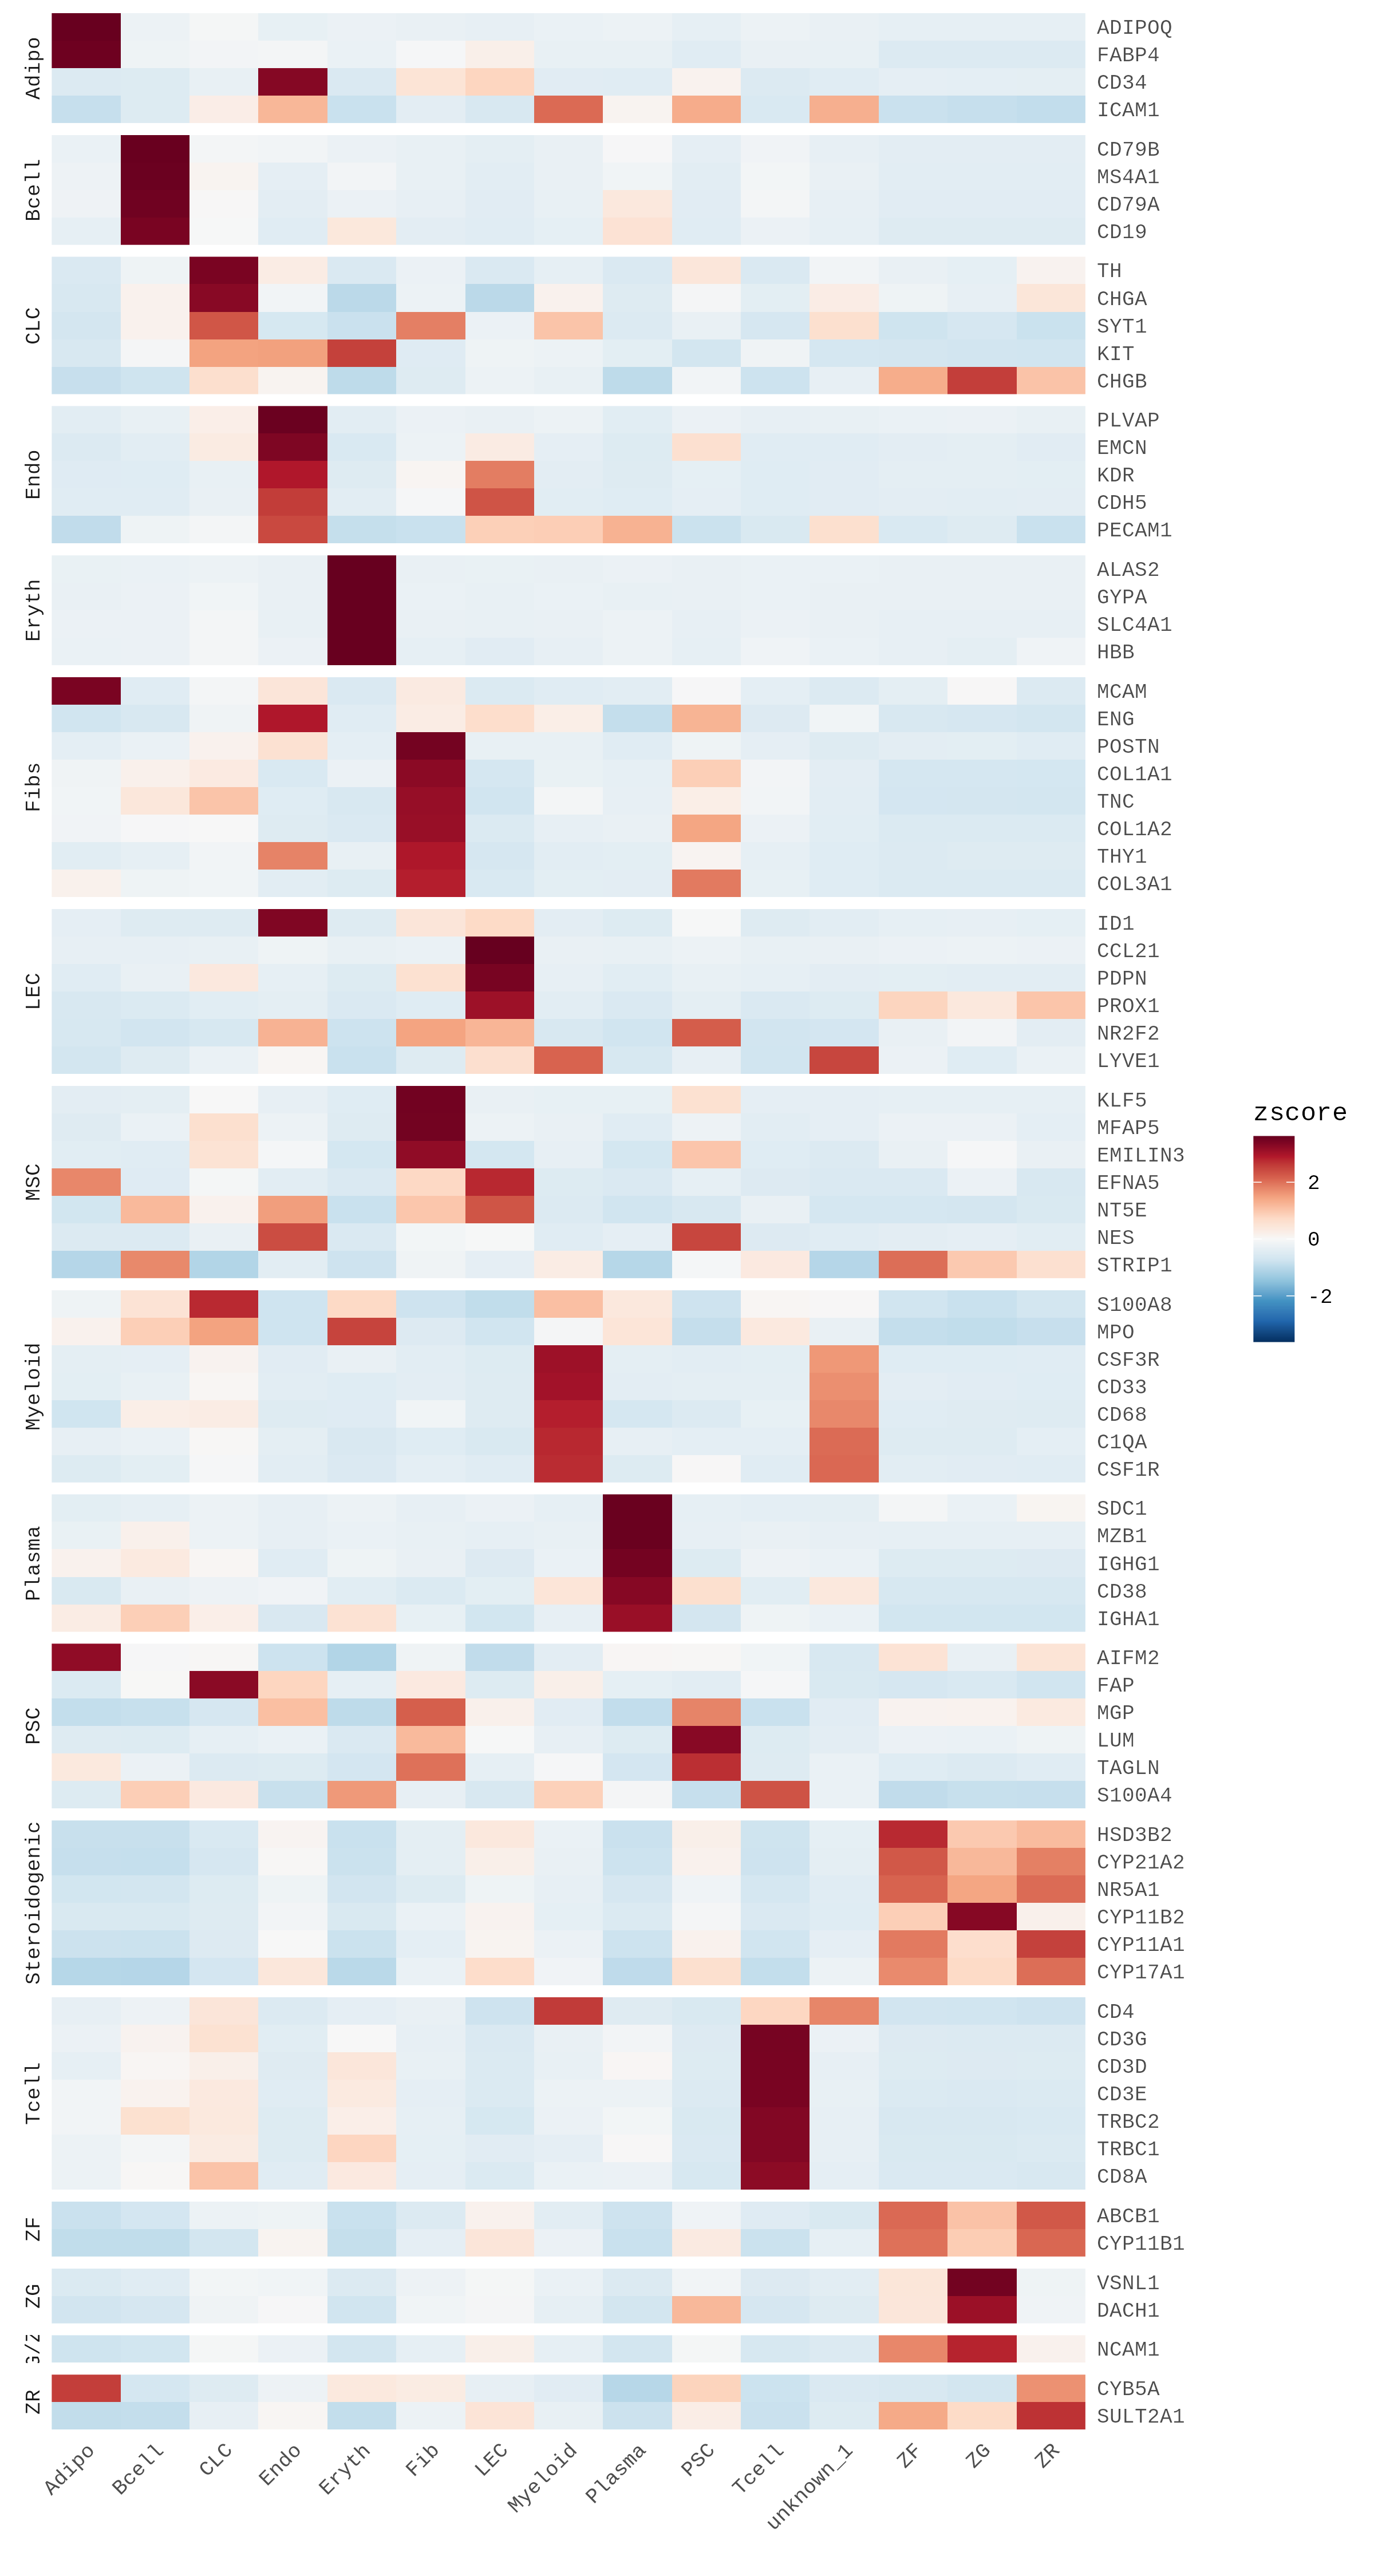 Adipo
ADIPOQ
FABP4
CD34
ICAM1
Bcell
CD79B
MS4A1
CD79A
CD19
CLC
TH
CHGA
SYT1
KIT
CHGB
Endo
PLVAP
EMCN
KDR
CDH5
PECAM1
Eryth
ALAS2
GYPA
SLC4A1
HBB
Fibs
MCAM
ENG
POSTN
COL1A1
TNC
COL1A2
THY1
COL3A1
LEC
ID1
CCL21
PDPN
PROX1
NR2F2
LYVE1
MSC
KLF5
MFAP5
EMILIN3
EFNA5
NT5E
NES
STRIP1
Myeloid
S100A8
MPO
CSF3R
CD33
CD68
C1QA
CSF1R
Plasma
SDC1
MZB1
IGHG1
CD38
IGHA1
PSC
AIFM2
FAP
MGP
LUM
TAGLN
S100A4
Steroidogenic
HSD3B2
CYP21A2
NR5A1
CYP11B2
CYP11A1
CYP17A1
Tcell
CD4
CD3G
CD3D
CD3E
TRBC2
TRBC1
CD8A
ZF
ABCB1
CYP11B1
ZG
VSNL1
DACH1
NCAM1
ZR
CYB5A
SULT2A1
Adipo
Bcell
CLC
Endo
Eryth
Fib
LEC
Myeloid
Plasma
PSC
Tcell
unknown_1
ZF
ZG
ZR
zscore
2
0
-2